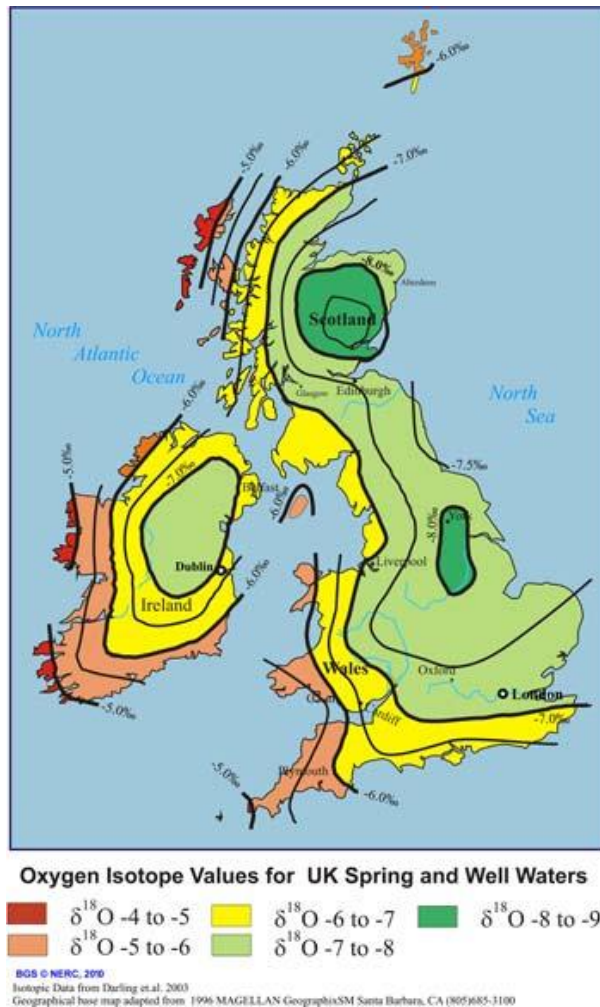 -6.0‰
-5.0‰
-6.0‰
-7.0‰
-8.0‰
Aberdeen
Scotland
North
Atlantic
Ocean
Glasgow
Edinburgh
North
Sea
-6.0‰
-5.0‰
-7.0‰
Belfast
-6.0‰
-7.5‰
-8.0‰
York
Liverpool
Dublin
-6.0‰
Ireland
Wales
Oxford
London
-7.0‰
-5.0‰
-5.0‰
Plymouth
-6.0‰
Oxygen Isotope Values for UK Spring and Well Waters
δ18O -4 to -5
δ18O -6 to -7
δ18O -8 to -9
δ18O -5 to -6
δ18O -7 to -8
BGS © NERC, 2010
Isotopic Data from Darling et.al. 2003
Geographical base map adapted from 1996 MAGELLAN GeographixSM Santa Barbara, CA (805)685-3100